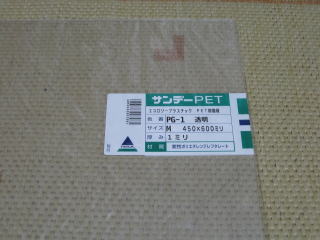 サンデーPET
エコロジープラスチック PET樹脂板
色番 PG-1 透明
サイズ M 450×600ミリ
厚み 1ミリ
材質 変性ポリエチレンテレフタレート